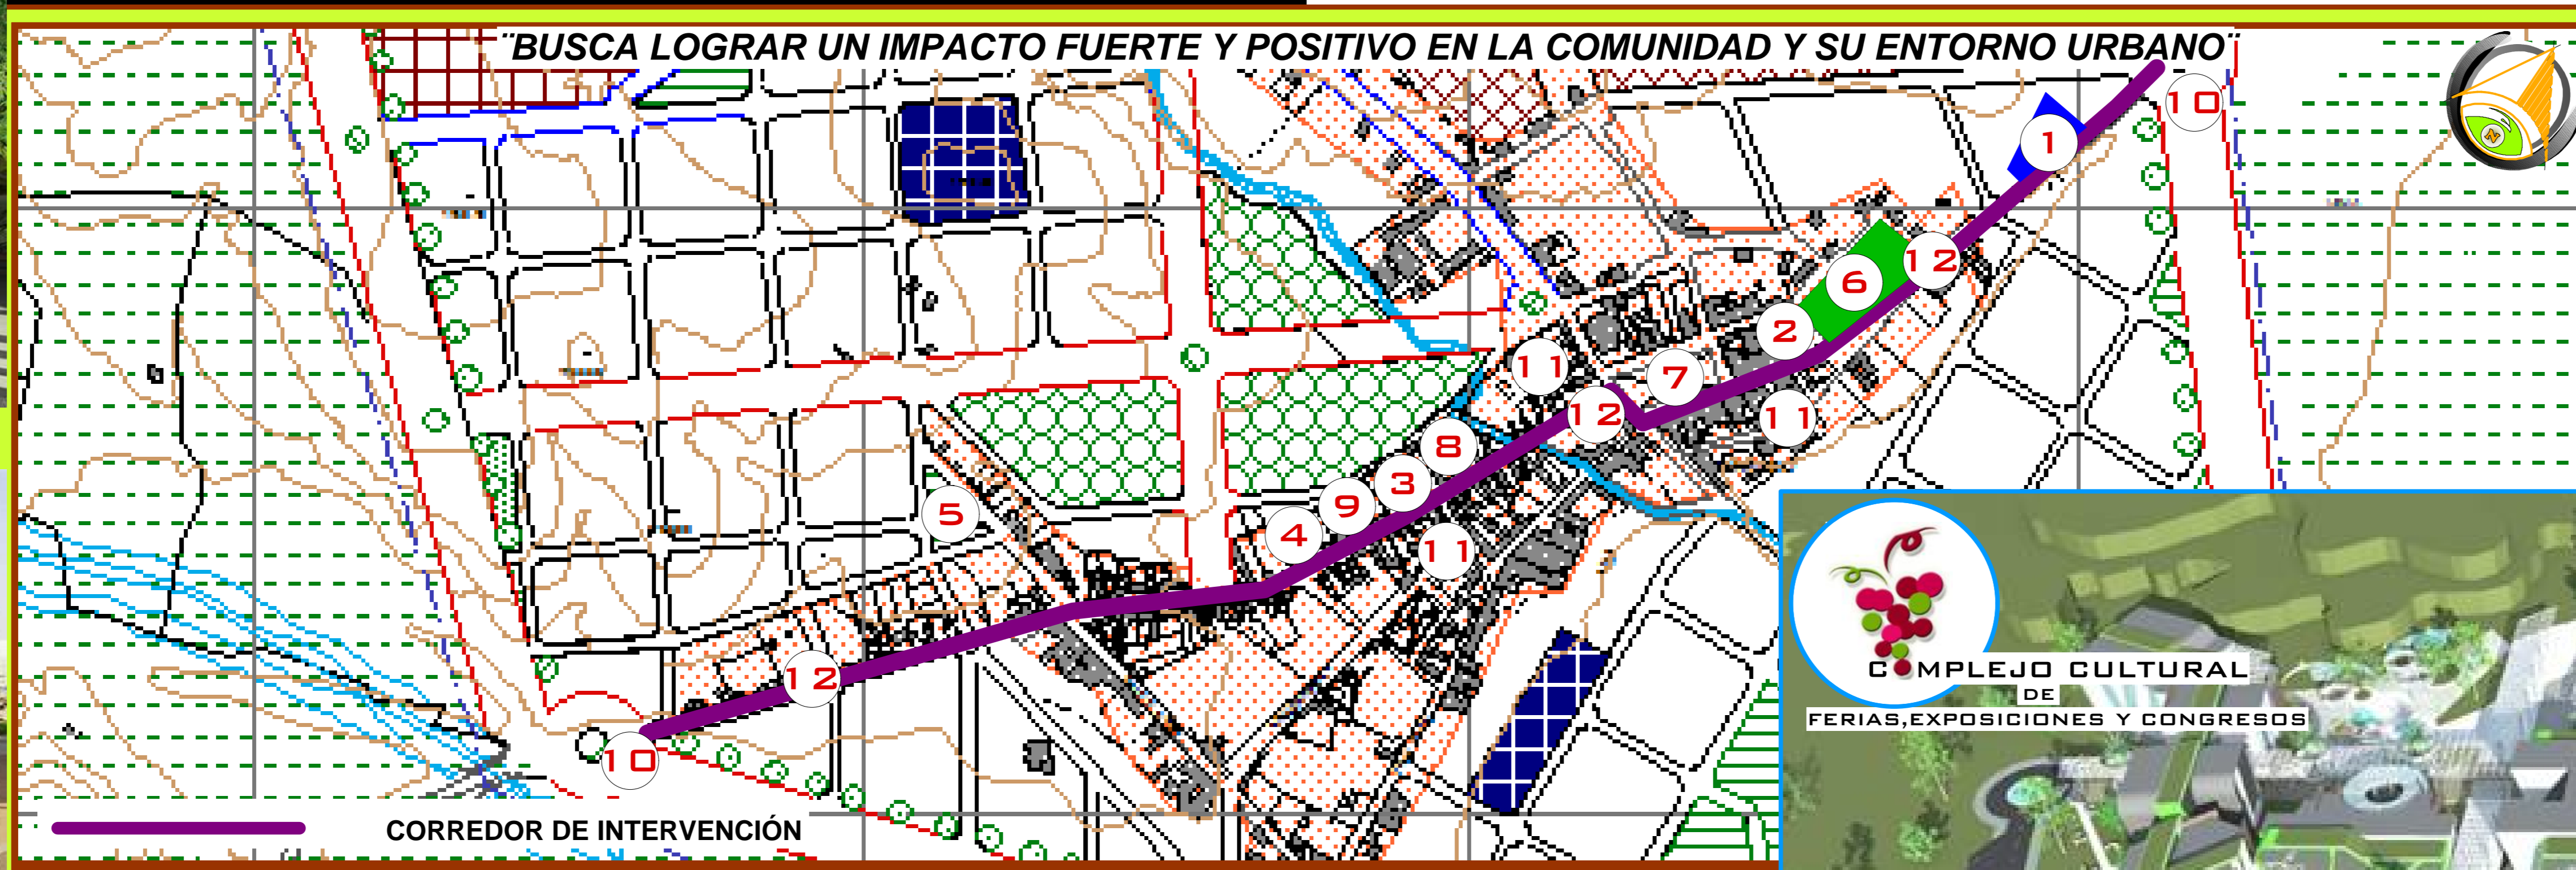 ¨BUSCA LOGRAR UN IMPACTO FUERTE Y POSITIVO EN LA COMUNIDAD Y SU ENTORNO URBANO¨
10
1
N
12
6
2
11
7
12
11
8
3
9
5
4
11
12
10
CORREDOR DE INTERVENCIÓN
COMPLEJO CULTURAL
DE
FERIAS,EXPOSICIONES Y CONGRESOS